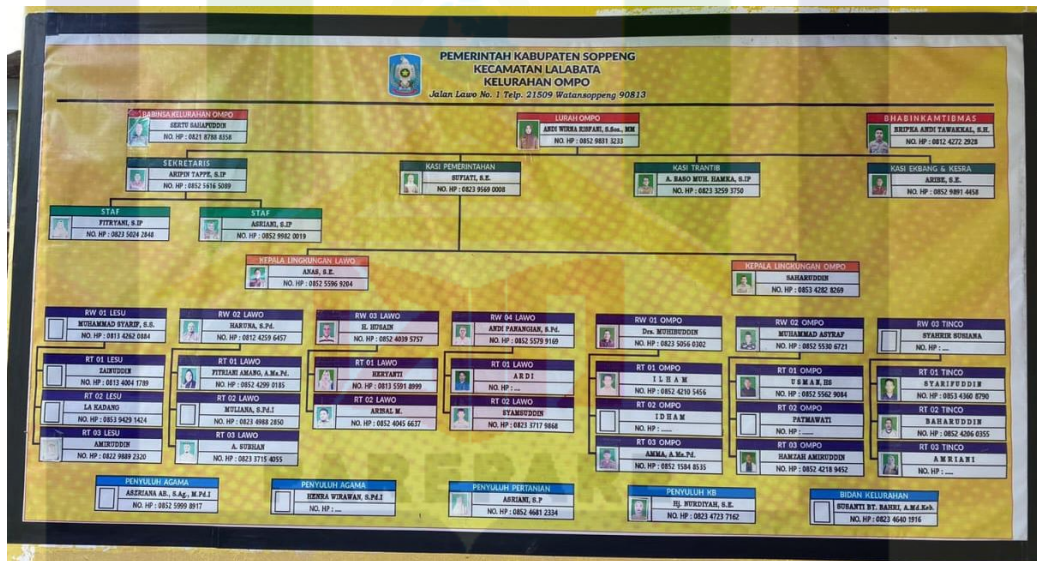 PEMERINTAH KABUPATEN SOPPENG
KECAMATAN LALABATA
KELURAHAN OMPO
Jalan Lawo No. 1 Telp. 21509 Watansoppeng 90813
BABINSA KELURAHAN OMPO
SERTU SAHAPUDDIN
NO. HP : 0821 8788 8358
LURAH OMPO
ANDI WIRNA RISFANI, S.Sos., MM
NO. HP : 0852 9831 3233
BHABINKAMTIBMAS
BRIPKA ANDI TAWAKKAL, S.H.
NO. HP : 0812 4272 2928
SEKRETARIS
ARIPIN TAPPE, S.IP
NO. HP : 0852 5616 5089
KASI PEMERINTAHAN
SUFIATI, S.E.
NO. HP : 0823 9569 0008
KASI TRANTIB
A. BASO MUH. HAMKA, S.IP
NO. HP : 0823 3259 3750
KASI EKBANG & KESRA
ARIBE, S.E.
NO. HP : 0852 9891 4458
STAF
FITRYANI, S.IP
NO. HP : 0823 5024 2848
STAF
ASRIANI, S.IP
NO. HP : 0852 9982 0019
KEPALA LINGKUNGAN LAWO
ANAS, S.E.
NO. HP : 0852 5596 9204
KEPALA LINGKUNGAN OMPO
SAHARUDDIN
NO. HP : 0853 4282 8269
RW 01 LESU
MUHAMMAD SYARIF, S.S.
NO. HP : 0813 4262 0884
RT 01 LESU
ZAINUDDIN
NO. HP : 0813 4004 1789
RT 02 LESU
LA KADANG
NO. HP : 0853 9429 1424
RT 03 LESU
AMIRUDDIN
NO. HP : 0822 9889 2320
RW 02 LAWO
HARUNA, S.Pd.
NO. HP : 0812 4259 6457
RT 01 LAWO
FITRIANI AMANG, A.Ma.Pd.
NO. HP : 0852 4299 0185
RT 02 LAWO
MULIANA, S.Pd.I
NO. HP : 0823 4988 2850
RT 03 LAWO
A. SUBHAN
NO. HP : 0823 3715 4055
RW 03 LAWO
H. HUSAIN
NO. HP : 0852 4039 5757
RT 01 LAWO
HERYANTI
NO. HP : 0813 5591 8999
RT 02 LAWO
ARISAL M.
NO. HP : 0852 4045 6637
RW 04 LAWO
ANDI PANANGIAN, S.Pd.
NO. HP : 0852 5579 9169
RT 01 LAWO
A R D I
NO. HP : ...
RT 02 LAWO
SYAMSUDDIN
NO. HP : 0823 3717 9868
RW 01 OMPO
Drs. MUHIBUDDIN
NO. HP : 0823 5056 0302
RT 01 OMPO
I L H A M
NO. HP : 0852 4210 5456
RT 02 OMPO
I D H A M
NO. HP : ......
RT 03 OMPO
AMMA, A.Ma.Pd.
NO. HP : 0852 1584 8535
RW 02 OMPO
MUHAMMAD ASYRAF
NO. HP : 0852 5530 6721
RT 01 OMPO
U S M A N, HS
NO. HP : 0852 5562 9084
RT 02 OMPO
PATMAWATI
NO. HP : ......
RT 03 OMPO
HAMZAH AMIRUDDIN
NO. HP : 0852 4218 9452
RW 03 TINCO
SYAHRIR SUSIANA
NO. HP : ....
RT 01 TINCO
SYARIFUDDIN
NO. HP : 0853 4360 8790
RT 02 TINCO
BAHARUDDIN
NO. HP : 0852 4206 0355
RT 03 TINCO
A M R I A N I
NO. HP : ....
PENYULUH AGAMA
ASZRIANA AB., S.Ag., M.Pd.I
NO. HP : 0852 5999 8917
PENYULUH AGAMA
HENRA WIRAWAN, S.Pd.I
NO. HP : ...
PENYULUH PERTANIAN
ASRIANI, S.P
NO. HP : 0852 4681 2334
PENYULUH KB
Hj. NURDIYAH, S.E.
NO. HP : 0823 4723 7162
BIDAN KELURAHAN
SUSANTI BT. BAHRI, A.Md.Keb.
NO. HP : 0823 4640 1916